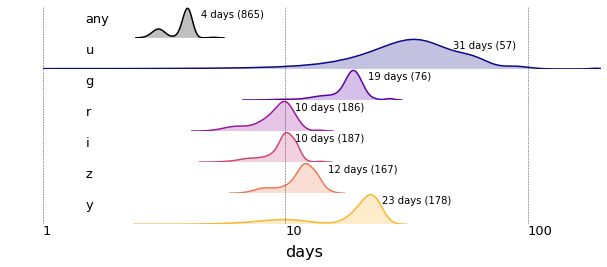 any 4 days (865)
u 31 days (57)
g 19 days (76)
r 10 days (186)
i 10 days (187)
z 12 days (167)
y 23 days (178)
1 10 100
days